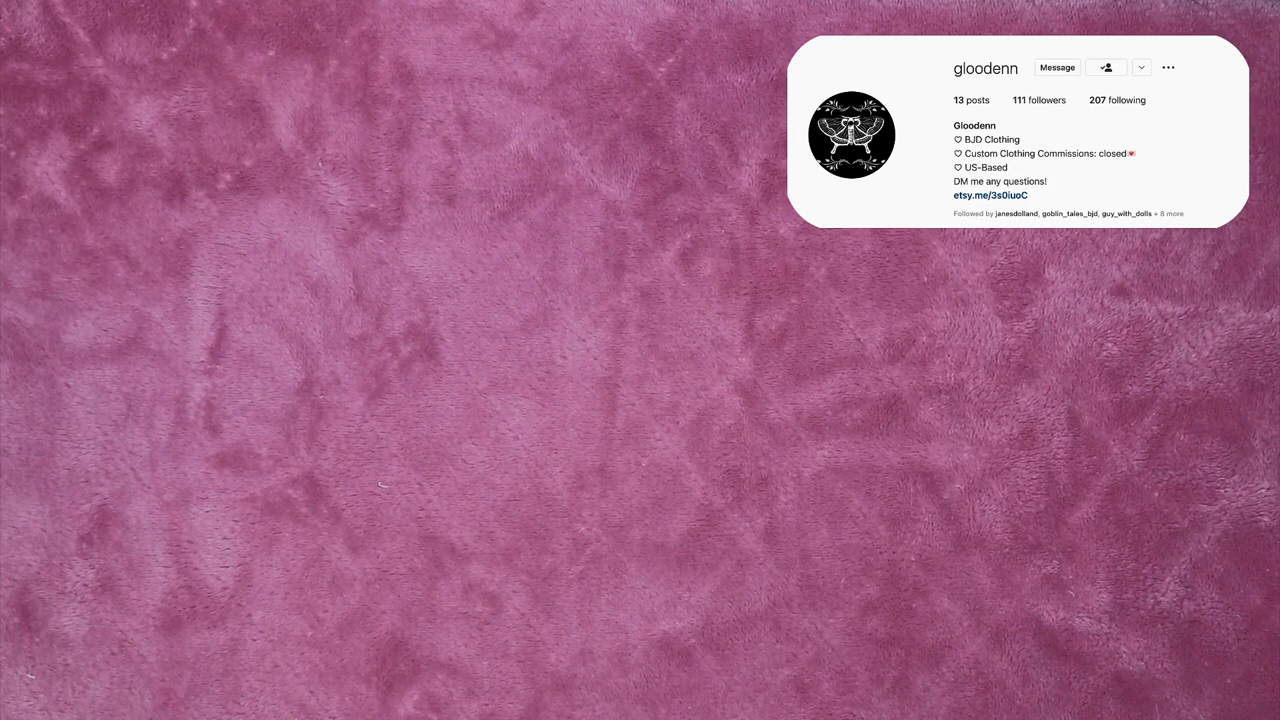 gloodenn Message
13 posts 111 followers 207 following
Gloodenn
♡ BJD Clothing
♡ Custom Clothing Commissions: closed💌
♡ US-Based
DM me any questions!
etsy.me/3s0iuoC
Followed by janesdolland, goblin_tales_bjd, guy_with_dolls + 8 more